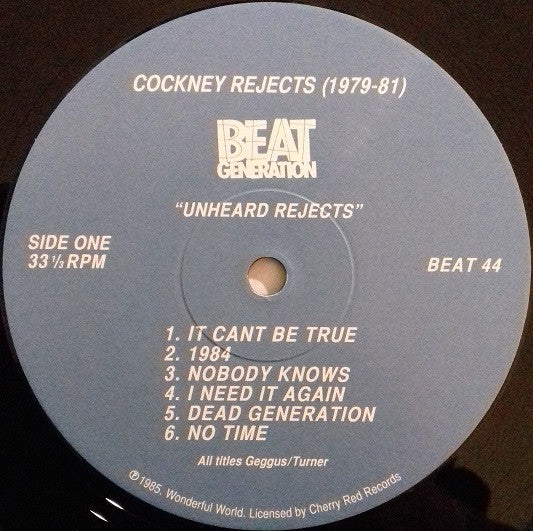 COCKNEY REJECTS (1979-81)
BEAT
GENERATION
"UNHEARD REJECTS"
SIDE ONE
33 1/3 RPM
BEAT 44
1. IT CANT BE TRUE
2. 1984
3. NOBODY KNOWS
4. I NEED IT AGAIN
5. DEAD GENERATION
6. NO TIME
All titles Geggus/Turner
℗1985. Wonderful World. Licensed by Cherry Red Records